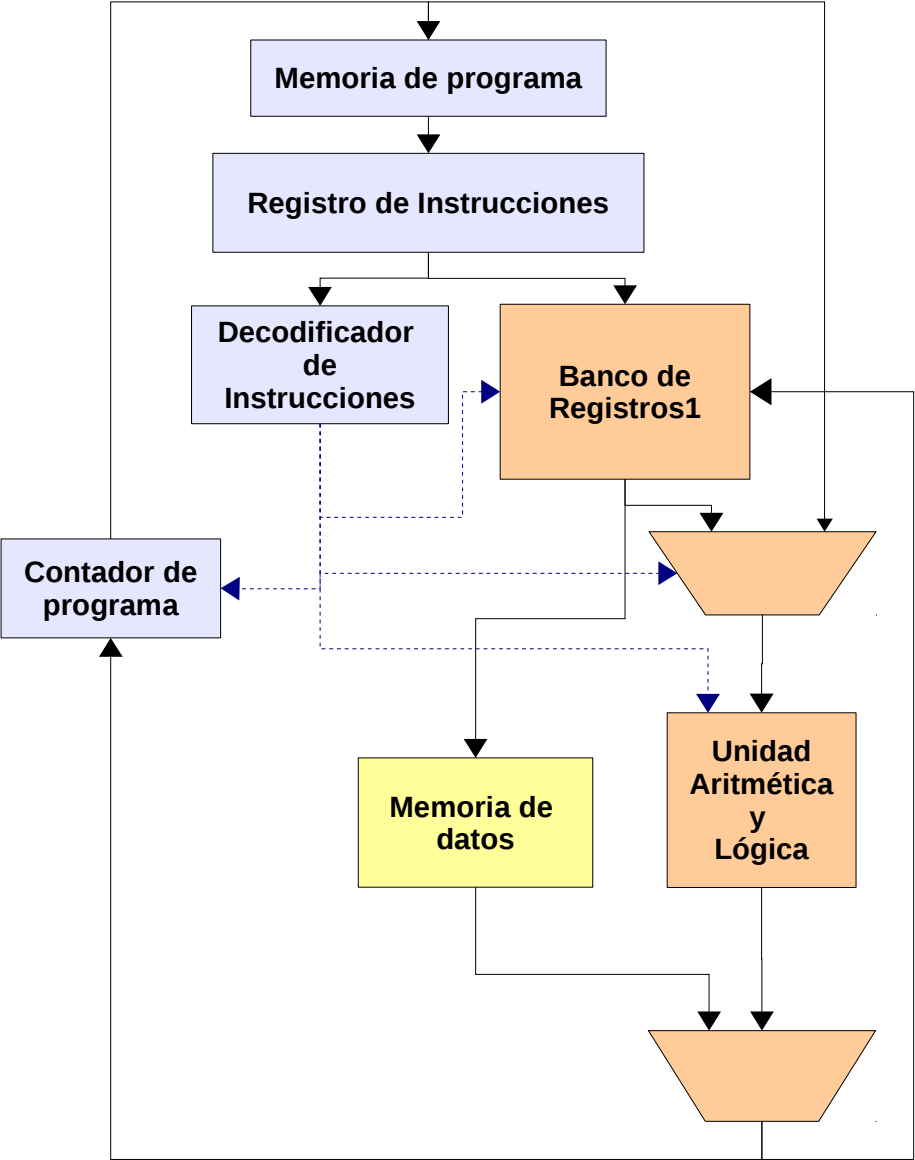 Memoria de programa
Registro de Instrucciones
Decodificador
de
Instrucciones
Banco de
Registros1
Contador de
programa
Unidad
Aritmética
y
Lógica
Memoria de
datos